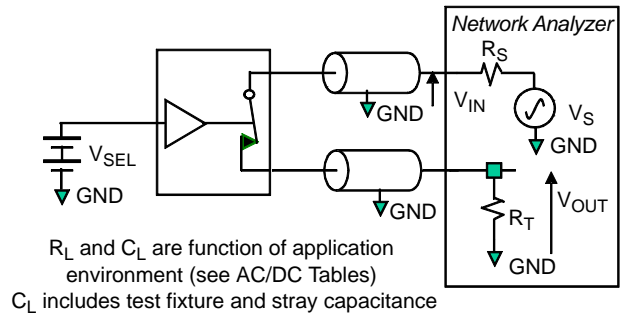 Network Analyzer
R_S
GND
V_IN
V_S
GND
V_SEL
GND
GND
R_T
V_OUT
GND
R_L and C_L are function of application
environment (see AC/DC Tables)
C_L includes test fixture and stray capacitance